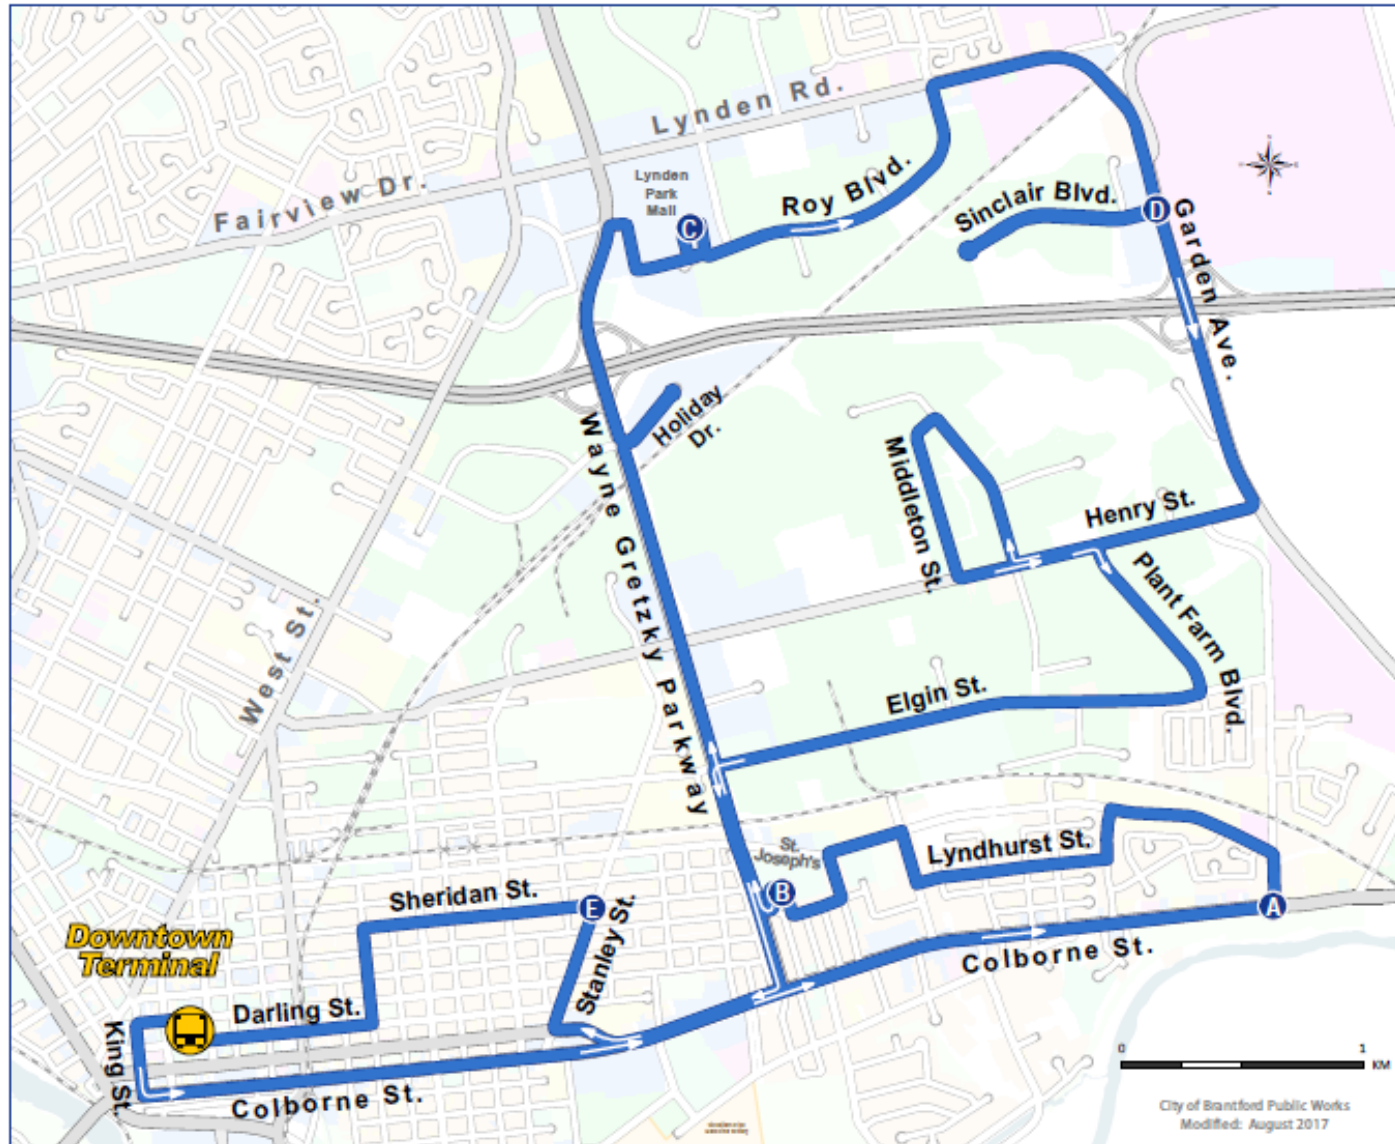 Lynden Rd.
Fairview Dr.
Lynden
Park
Mall
C
Roy Blvd.
Sinclair Blvd.
D
Garden Ave.
Holiday
Dr.
Wayne Gretzky Parkway
Middleton St.
Henry St.
Plant Farm Blvd.
West St.
Elgin St.
St.
Joseph's
Lyndhurst St.
B
A
Sheridan St.
E
Stanley St.
Colborne St.
Downtown
Terminal
Darling St.
King St.
Colborne St.
0 1
KM
City of Brantford Public Works
Modified: August 2017